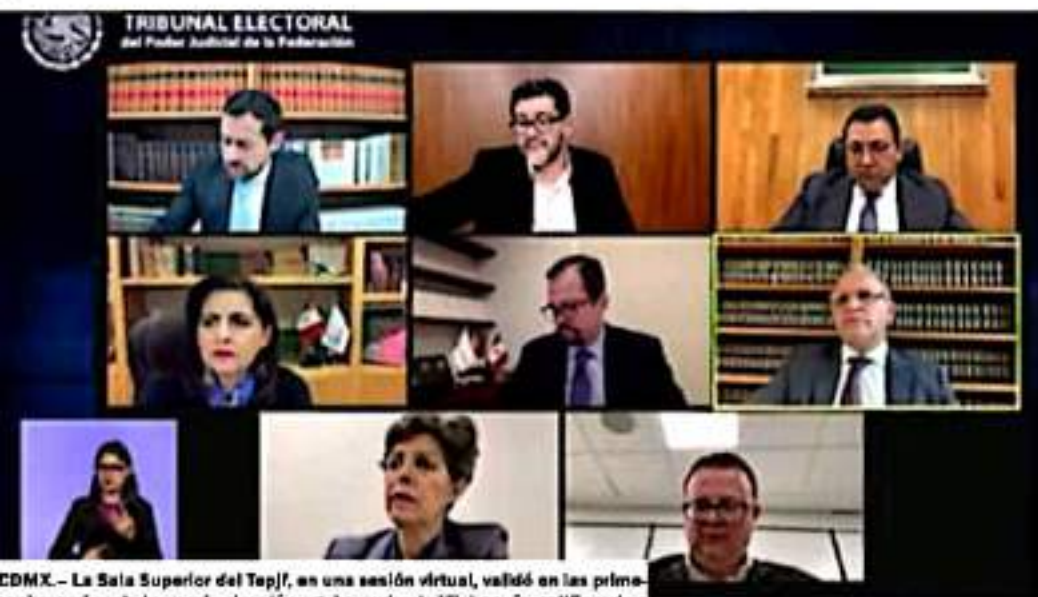 TRIBUNAL ELECTORAL
del Poder Judicial de la Federación
CDMX.– La Sala Superior del Tepjf, en una sesión virtual, validó en las prime-